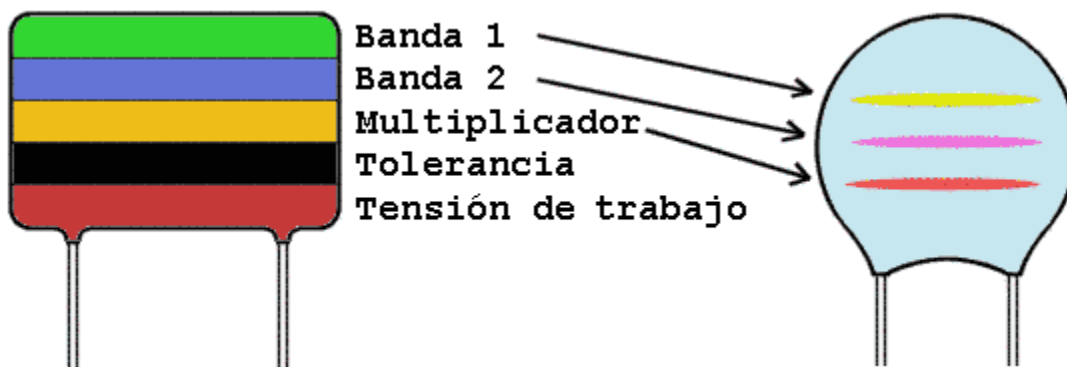 Banda 1
Banda 2
Multiplicador
Tolerancia
Tensión de trabajo